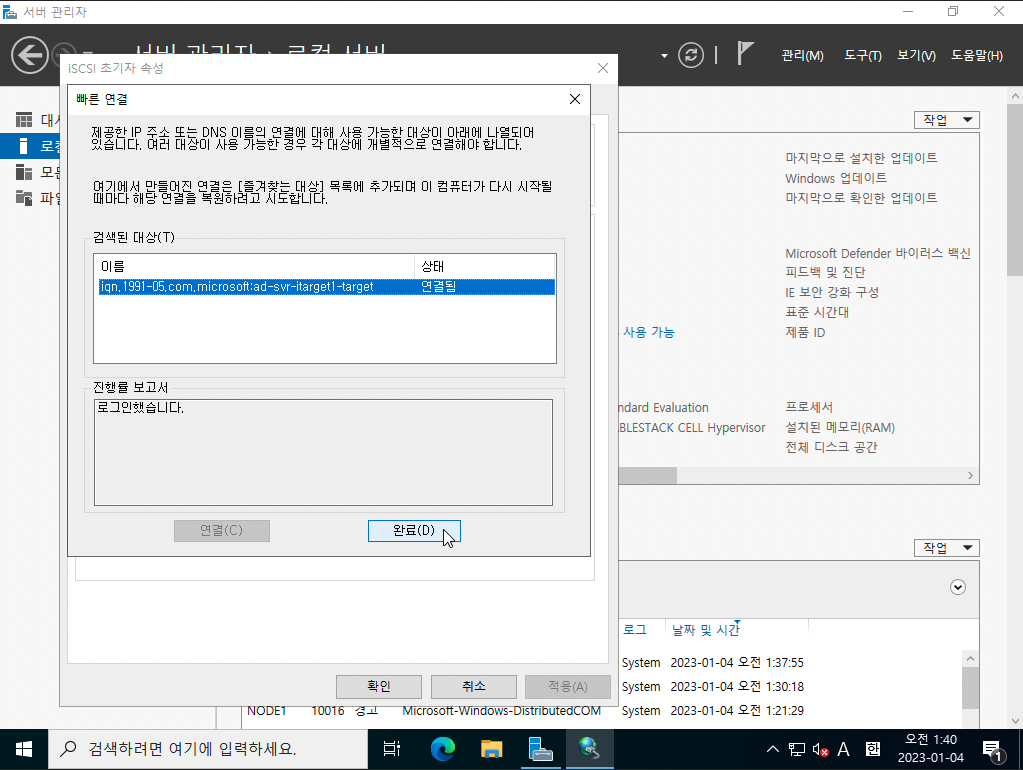 서버 관리자
서버 관리자 › 로컬 서버
관리(M) 도구(T) 보기(V) 도움말(H)
iSCSI 초기자 속성
빠른 연결
제공한 IP 주소 또는 DNS 이름의 연결에 대해 사용 가능한 대상이 아래에 나열되어
있습니다. 여러 대상이 사용 가능한 경우 각 대상에 개별적으로 연결해야 합니다.
여기에서 만들어진 연결은 [즐겨찾는 대상] 목록에 추가되며 이 컴퓨터가 다시 시작될
때마다 해당 연결을 복원하려고 시도합니다.
검색된 대상(T)
이름 상태
iqn.1991-05.com.microsoft:ad-svr-itarget1-target 연결됨
진행률 보고서
로그인했습니다.
연결(C) 완료(D)
확인 취소 적용(A)
작업
마지막으로 설치한 업데이트
Windows 업데이트
마지막으로 확인한 업데이트
Microsoft Defender 바이러스 백신
피드백 및 진단
IE 보안 강화 구성
표준 시간대
사용 가능 제품 ID
ndard Evaluation 프로세서
BLESTACK CELL Hypervisor 설치된 메모리(RAM)
전체 디스크 공간
작업
로그 날짜 및 시간
System 2023-01-04 오전 1:37:55
System 2023-01-04 오전 1:30:18
NODE1 10016 경고 Microsoft-Windows-DistributedCOM System 2023-01-04 오전 1:21:29
검색하려면 여기에 입력하세요.
A 한 오전 1:40
2023-01-04
1